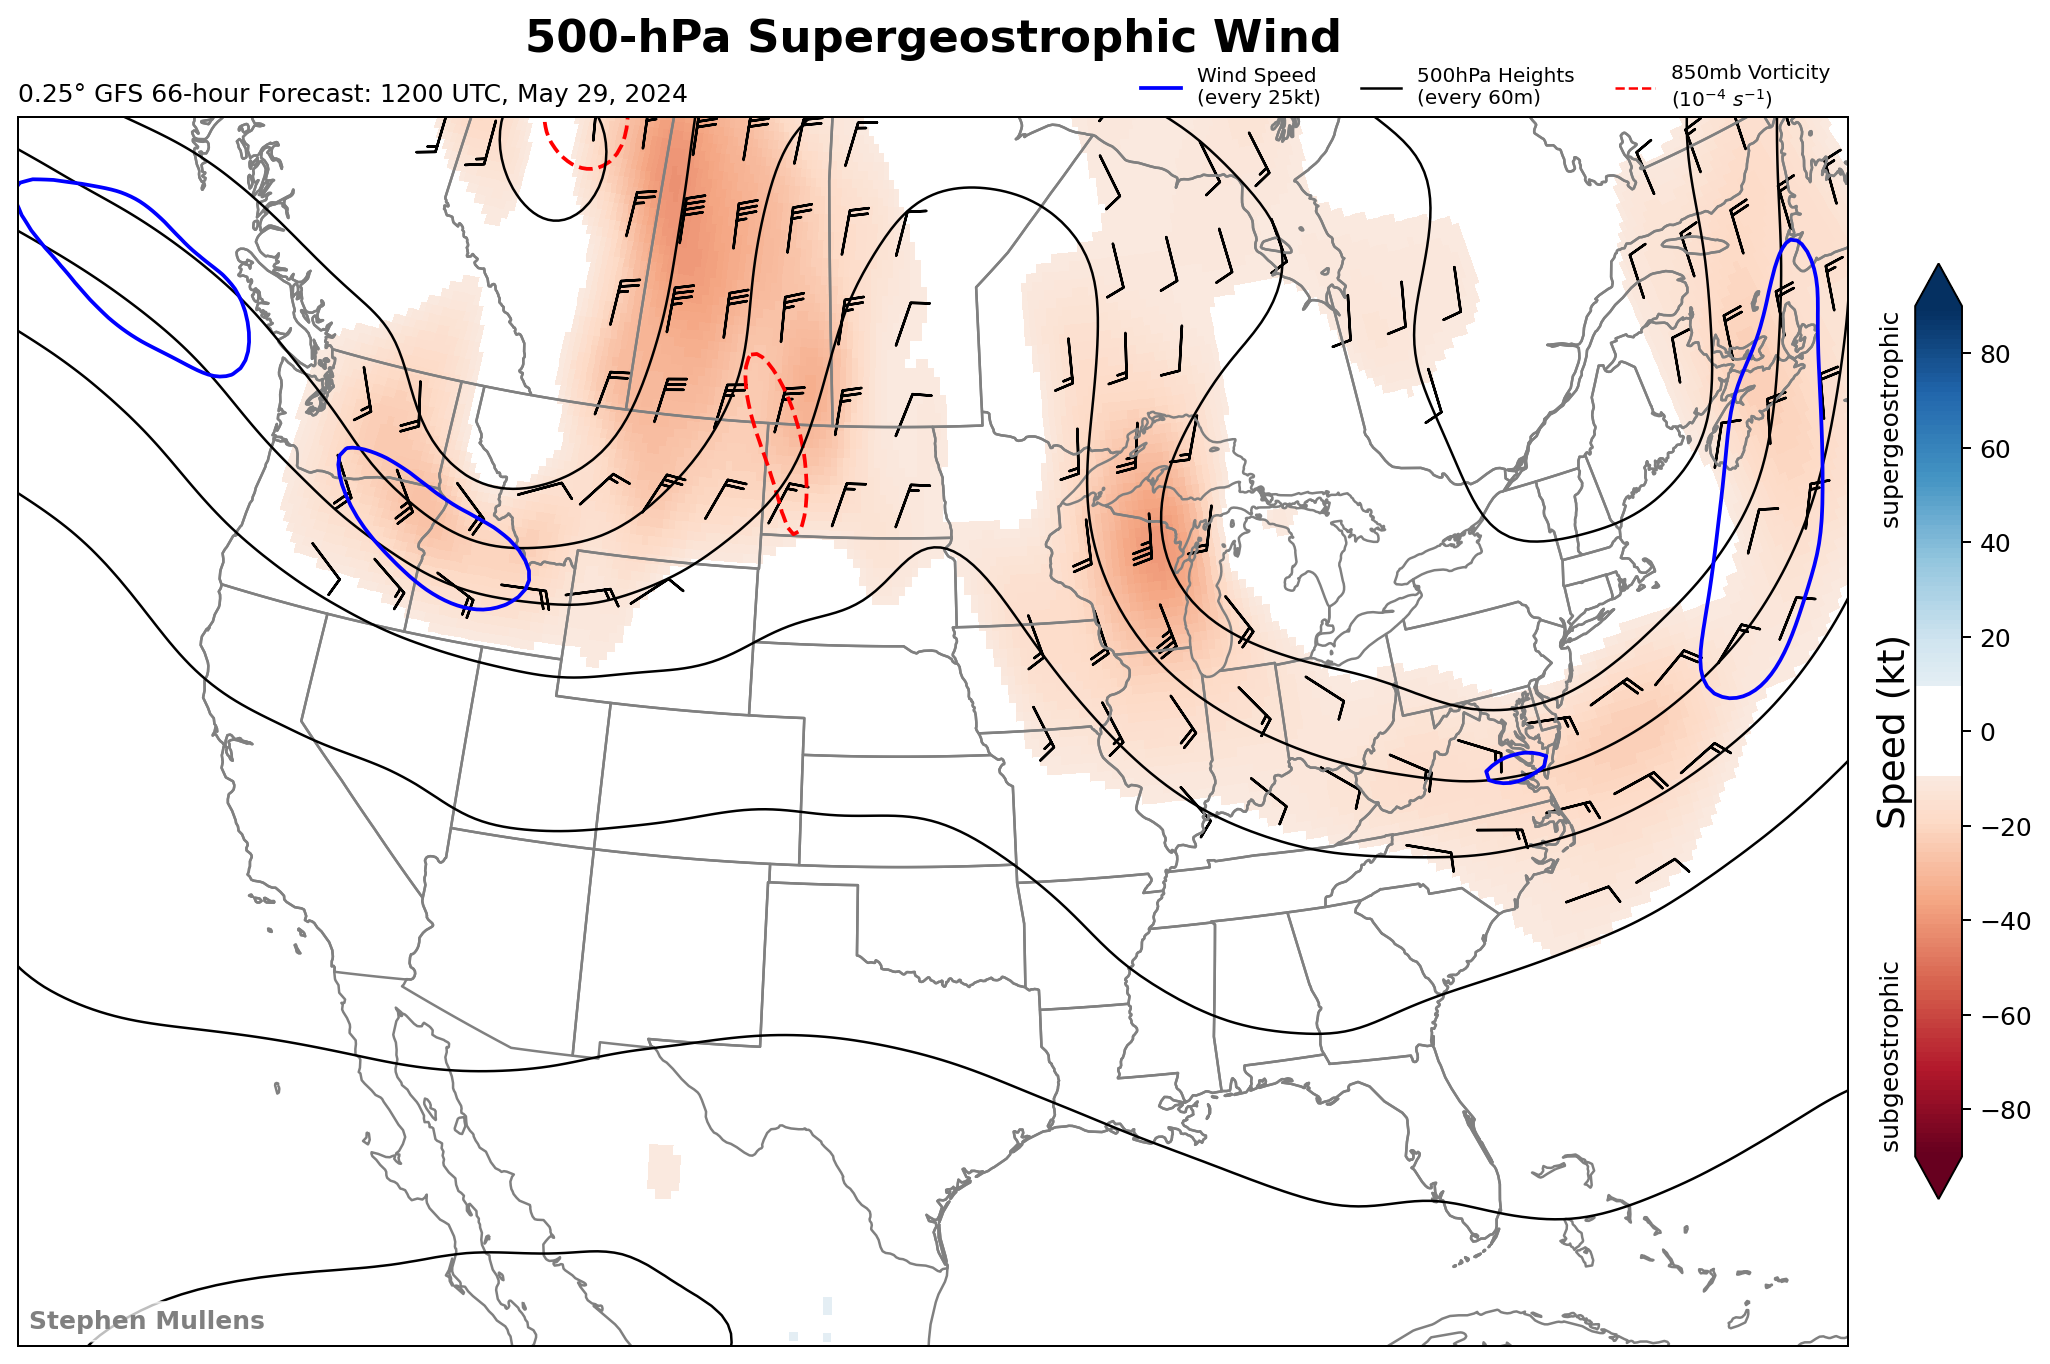 500-hPa Supergeostrophic Wind
0.25° GFS 66-hour Forecast: 1200 UTC, May 29, 2024
Wind Speed
(every 25kt)
500hPa Heights
(every 60m)
850mb Vorticity
(10⁻⁴ s⁻¹)
supergeostrophic
Speed (kt)
subgeostrophic
80
60
40
20
0
−20
−40
−60
−80
Stephen Mullens